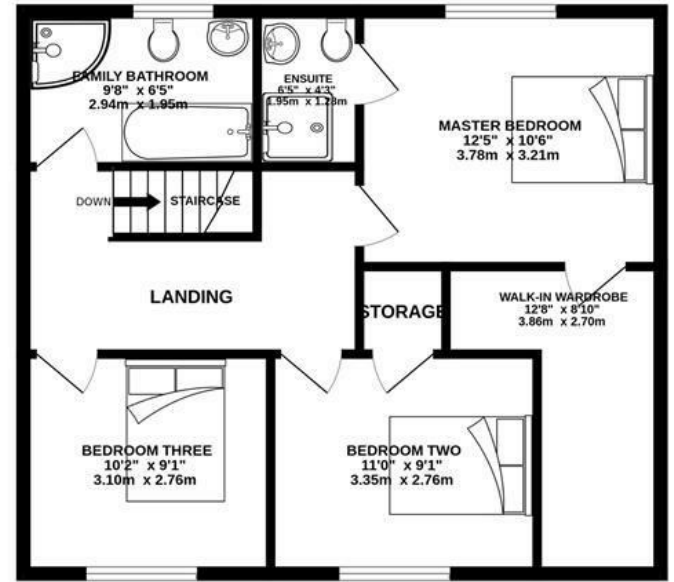 FAMILY BATHROOM
9'8" x 6'5"
2.94m x 1.95m
ENSUITE
6'5" x 4'3"
1.95m x 1.28m
MASTER BEDROOM
12'5" x 10'6"
3.78m x 3.21m
DOWN
STAIRCASE
LANDING
STORAGE
WALK-IN WARDROBE
12'8" x 8'10"
3.86m x 2.70m
BEDROOM THREE
10'2" x 9'1"
3.10m x 2.76m
BEDROOM TWO
11'0" x 9'1"
3.35m x 2.76m